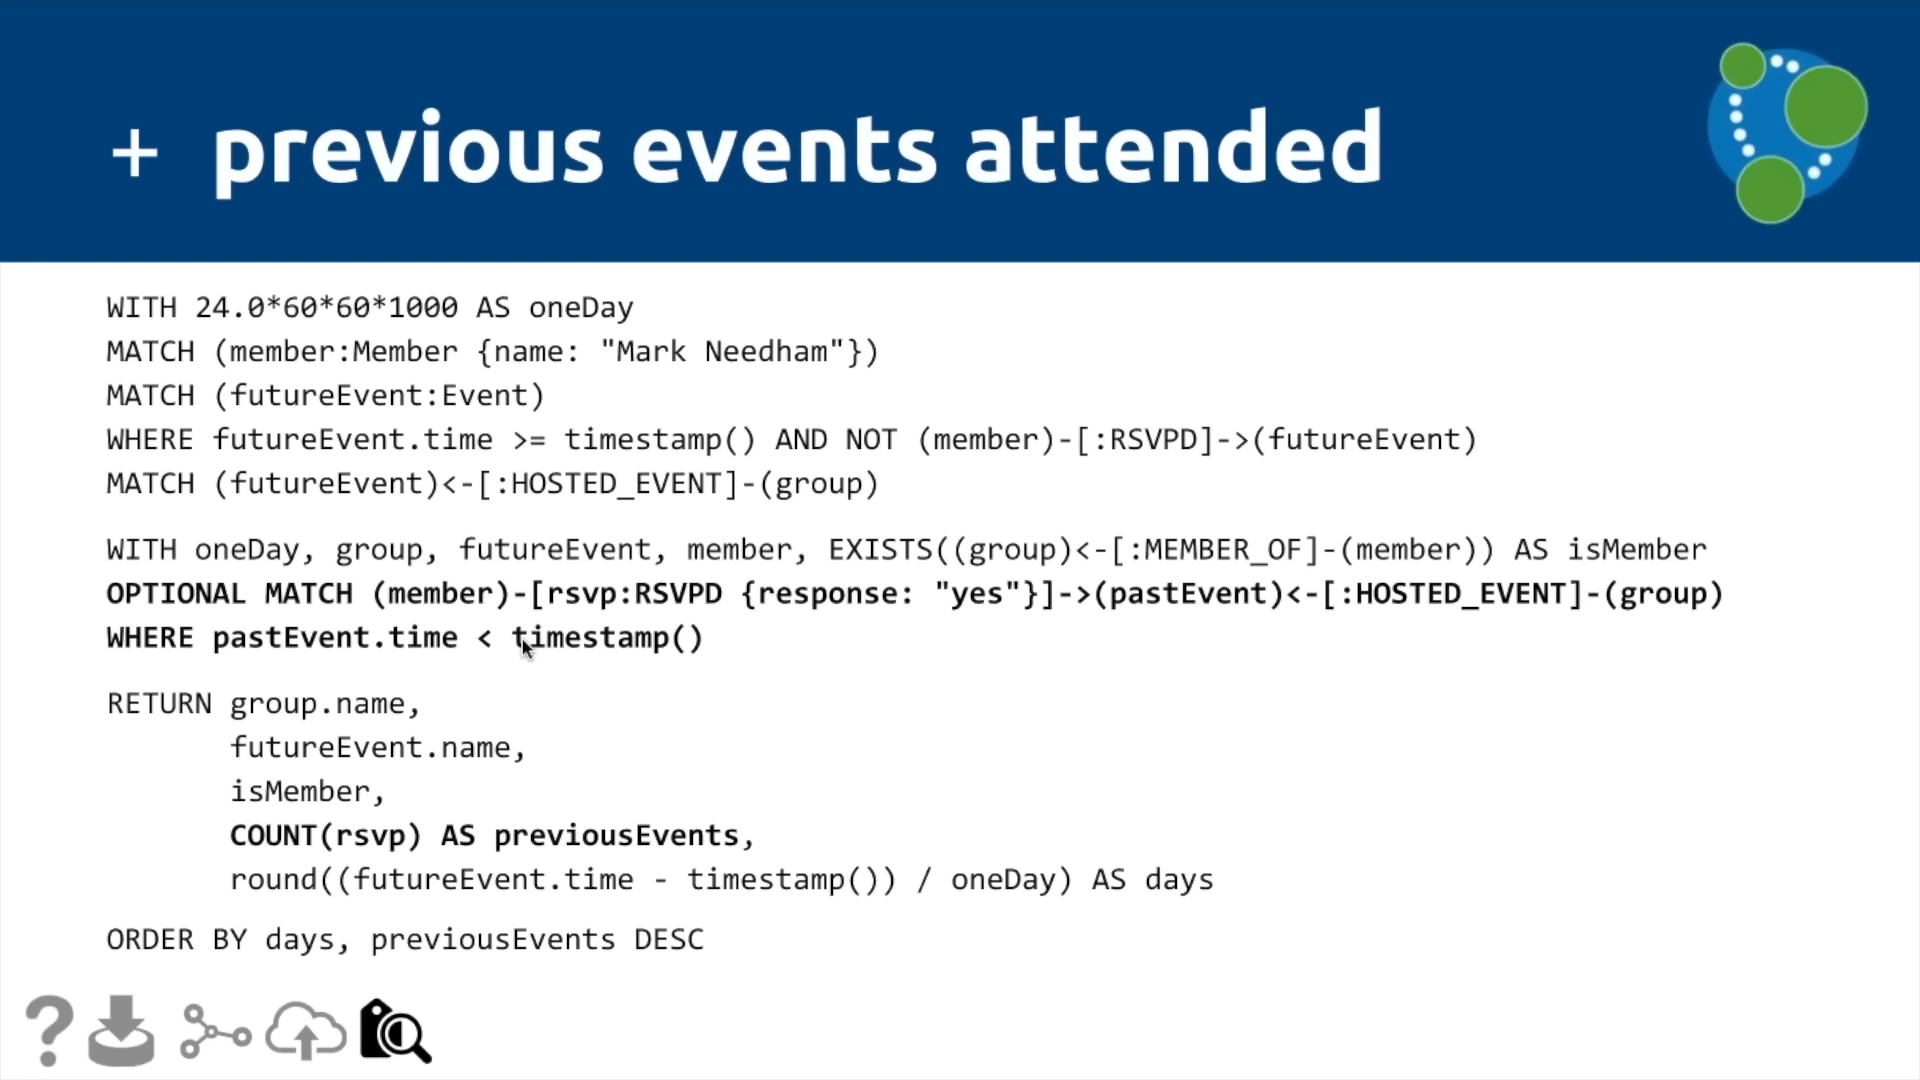 + previous events attended
WITH 24.0*60*60*1000 AS oneDay
MATCH (member:Member {name: "Mark Needham"})
MATCH (futureEvent:Event)
WHERE futureEvent.time >= timestamp() AND NOT (member)-[:RSVPD]->(futureEvent)
MATCH (futureEvent)<-[:HOSTED_EVENT]-(group)
WITH oneDay, group, futureEvent, member, EXISTS((group)<-[:MEMBER_OF]-(member)) AS isMember
OPTIONAL MATCH (member)-[rsvp:RSVPD {response: "yes"}]->(pastEvent)<-[:HOSTED_EVENT]-(group)
WHERE pastEvent.time < timestamp()
RETURN group.name,
futureEvent.name,
isMember,
COUNT(rsvp) AS previousEvents,
round((futureEvent.time - timestamp()) / oneDay) AS days
ORDER BY days, previousEvents DESC